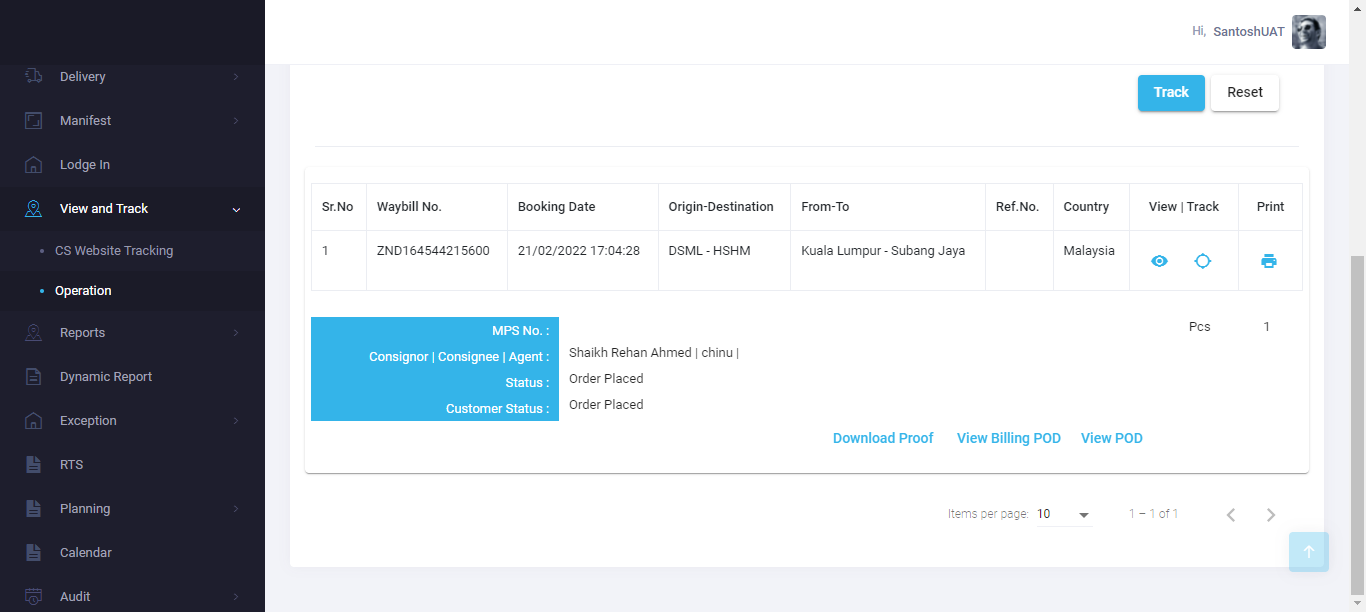 Hi, SantoshUAT
Delivery
Manifest
Lodge In
View and Track
CS Website Tracking
Operation
Reports
Dynamic Report
Exception
RTS
Planning
Calendar
Audit
Track Reset
Sr.No Waybill No. Booking Date Origin-Destination From-To Ref.No. Country View | Track Print
1 ZND164544215600 21/02/2022 17:04:28 DSML - HSHM Kuala Lumpur - Subang Jaya Malaysia
MPS No. : Pcs 1
Consignor | Consignee | Agent : Shaikh Rehan Ahmed | chinu |
Status : Order Placed
Customer Status : Order Placed
Download Proof View Billing POD View POD
Items per page: 10 1 – 1 of 1